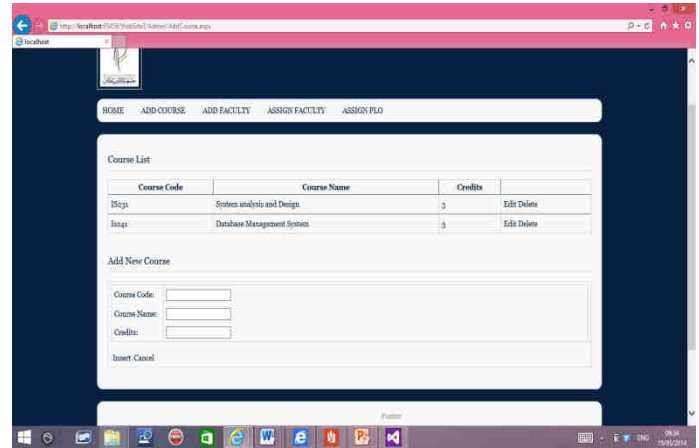 localhost
HOME ADD COURSE ADD FACULTY ASSIGN FACULTY ASSIGN PLO
Course List
Course Code Course Name Credits
IS231 System analysis and Design 3 Edit Delete
Is241 Database Management System 3 Edit Delete
Add New Course
Course Code:
Course Name:
Credits:
Insert Cancel
Footer
ENG 09:34